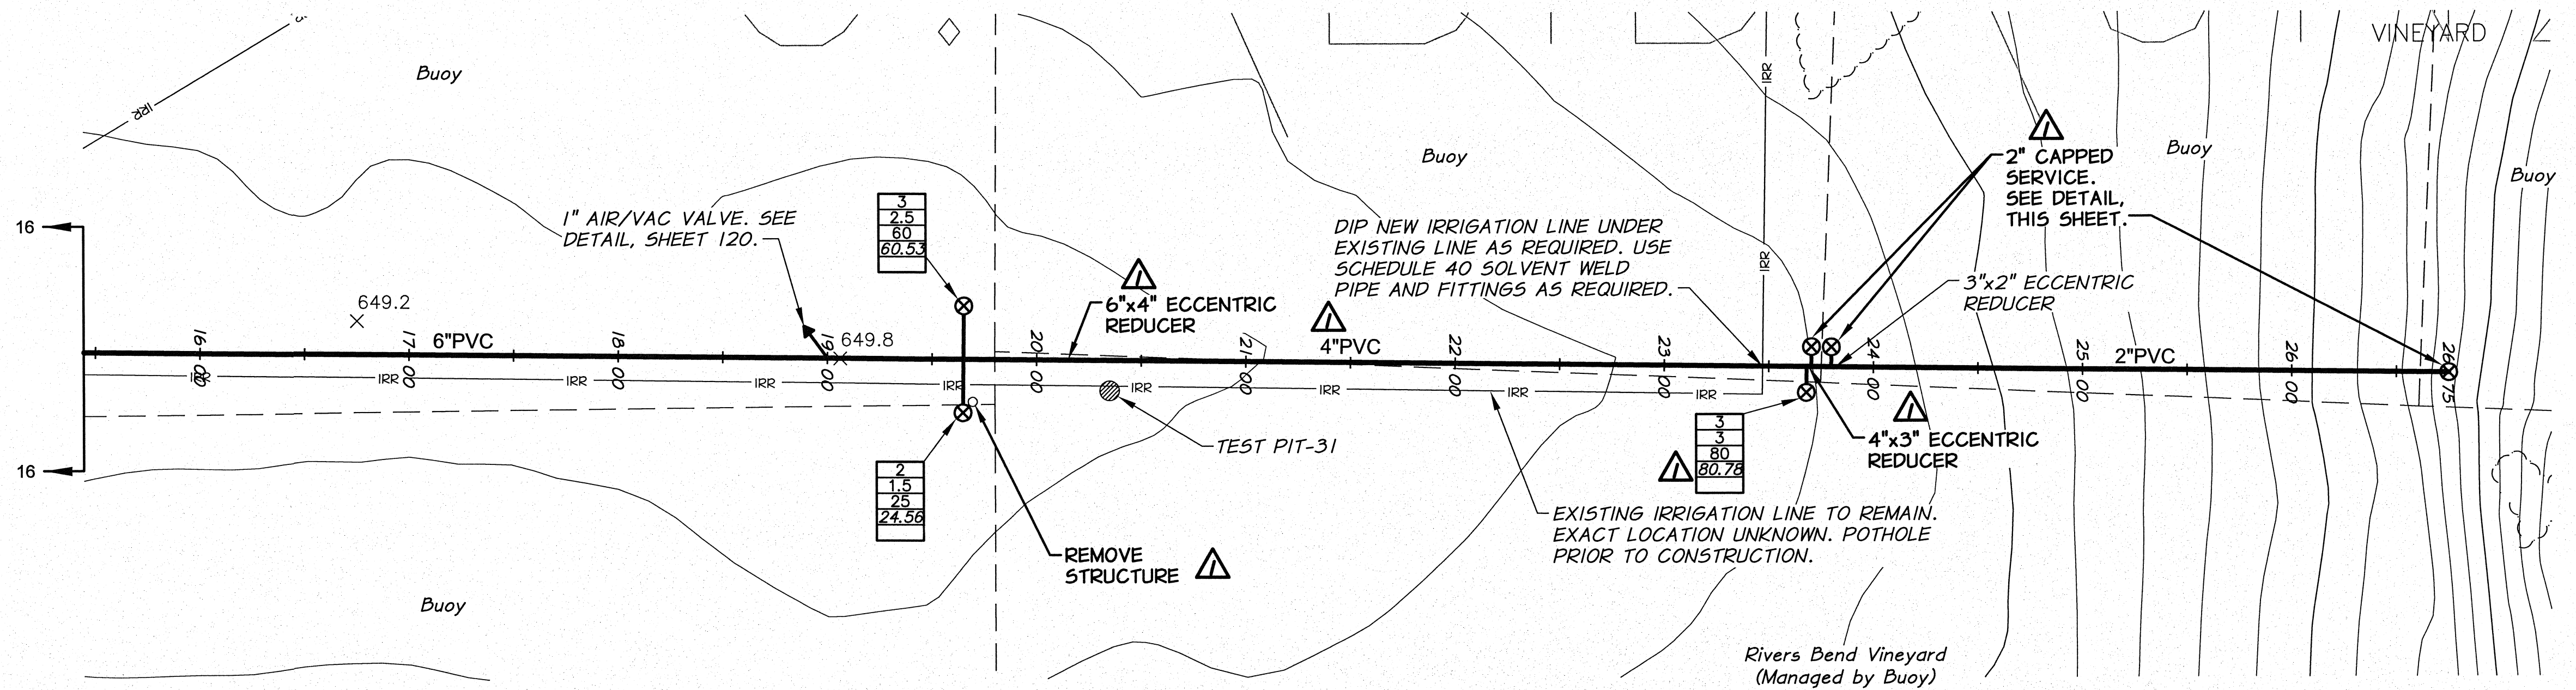 VINEYARD
Buoy
IRR
IRR
Buoy
Buoy
Buoy
2" CAPPED
SERVICE.
SEE DETAIL,
THIS SHEET.
1" AIR/VAC VALVE. SEE
DETAIL, SHEET 120.
3
2.5
60
60.53
DIP NEW IRRIGATION LINE UNDER
EXISTING LINE AS REQUIRED. USE
SCHEDULE 40 SOLVENT WELD
PIPE AND FITTINGS AS REQUIRED.
IRR
16
649.2
6"x4" ECCENTRIC
REDUCER
3"x2" ECCENTRIC
REDUCER
649.8
6"PVC
4"PVC
2"PVC
16+00
17+00
18+00
19+00
20+00
21+00
22+00
23+00
24+00
25+00
26+00
26+75
IRR
IRR
IRR
IRR
IRR
IRR
IRR
IRR
IRR
TEST PIT-31
3
3
80
80.78
4"x3" ECCENTRIC
REDUCER
16
2
1.5
25
24.56
EXISTING IRRIGATION LINE TO REMAIN.
EXACT LOCATION UNKNOWN. POTHOLE
PRIOR TO CONSTRUCTION.
REMOVE
STRUCTURE
Buoy
Rivers Bend Vineyard
(Managed by Buoy)